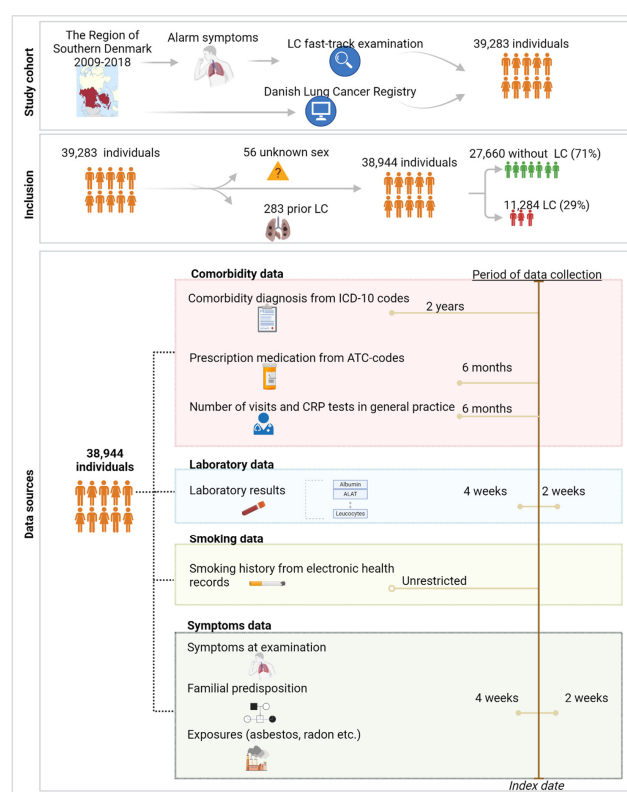 Study cohort
The Region of
Southern Denmark
2009-2018
Alarm symptoms
LC fast-track examination
Danish Lung Cancer Registry
39,283 individuals
Inclusion
39,283 individuals
56 unknown sex
?
283 prior LC
38,944 individuals
27,660 without LC (71%)
11,284 LC (29%)
Data sources
38,944
individuals
Comorbidity data
Period of data collection
Comorbidity diagnosis from ICD-10 codes
2 years
Prescription medication from ATC-codes
6 months
Number of visits and CRP tests in general practice
6 months
Laboratory data
Laboratory results
Albumin
ALAT
Leucocytes
4 weeks
2 weeks
Smoking data
Smoking history from electronic health
records
Unrestricted
Symptoms data
Symptoms at examination
Familial predisposition
4 weeks
2 weeks
Exposures (asbestos, radon etc.)
Index date